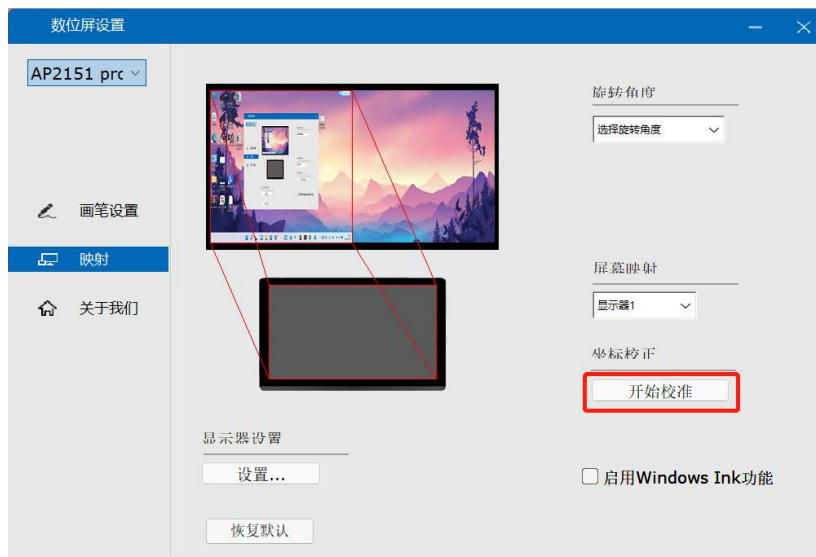 数位屏设置
AP2151 prc
画笔设置
映射
关于我们
旋转角度
选择旋转角度
屏幕映射
显示器1
坐标校正
开始校准
显示器设置
设置...
启用Windows Ink功能
恢复默认